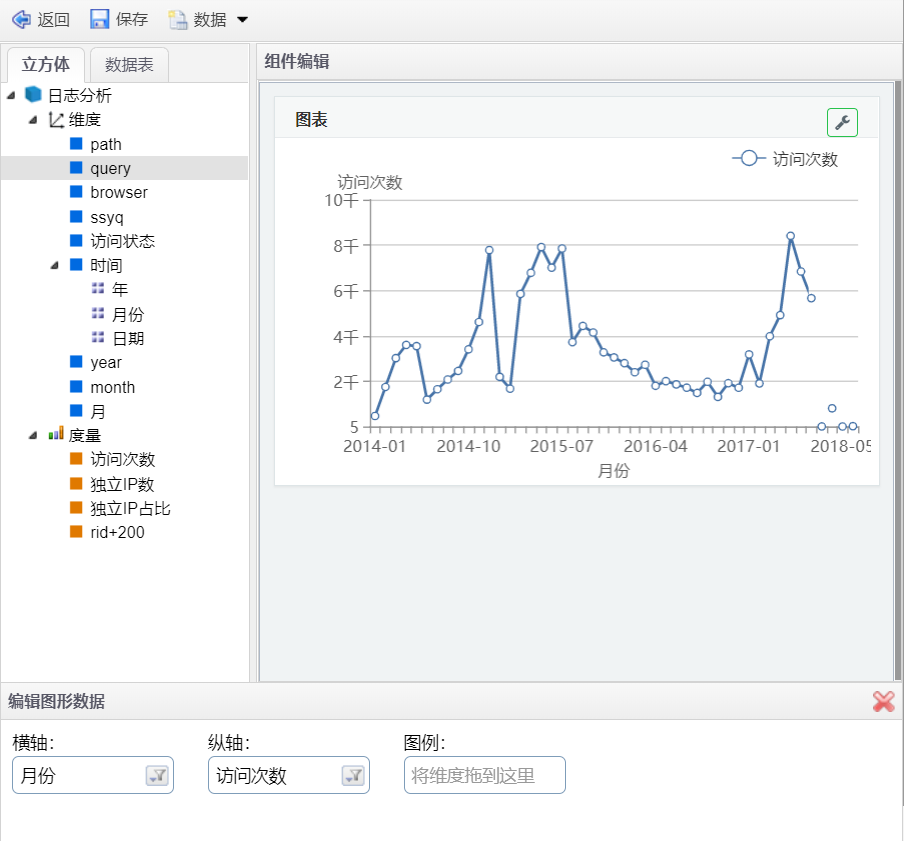 返回 保存 数据
立方体 数据表
日志分析
维度
path
query
browser
ssyq
访问状态
时间
年
月份
日期
year
month
月
度量
访问次数
独立IP数
独立IP占比
rid+200
组件编辑
图表
访问次数
访问次数
10千
8千
6千
4千
2千
5
2014-01 2014-10 2015-07 2016-04 2017-01 2018-05
月份
编辑图形数据
横轴: 纵轴: 图例:
月份 访问次数 将维度拖到这里